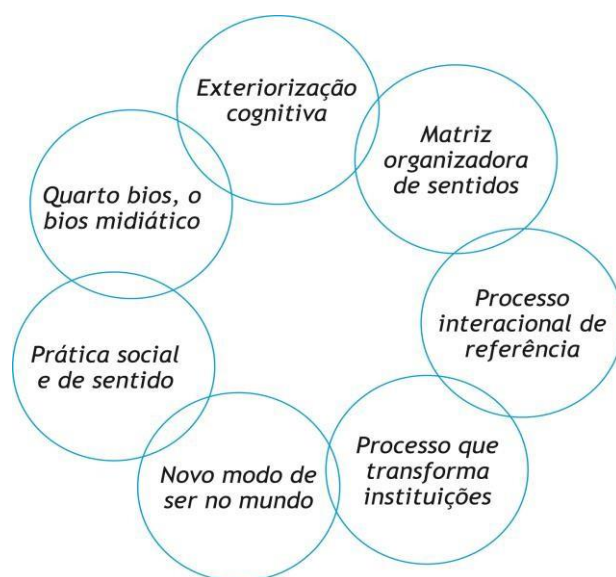 Exteriorização
cognitiva
Matriz
organizadora
de sentidos
Processo
interacional de
referência
Processo que
transforma
instituições
Novo modo de
ser no mundo
Prática social
e de sentido
Quarto bios, o
bios midiático